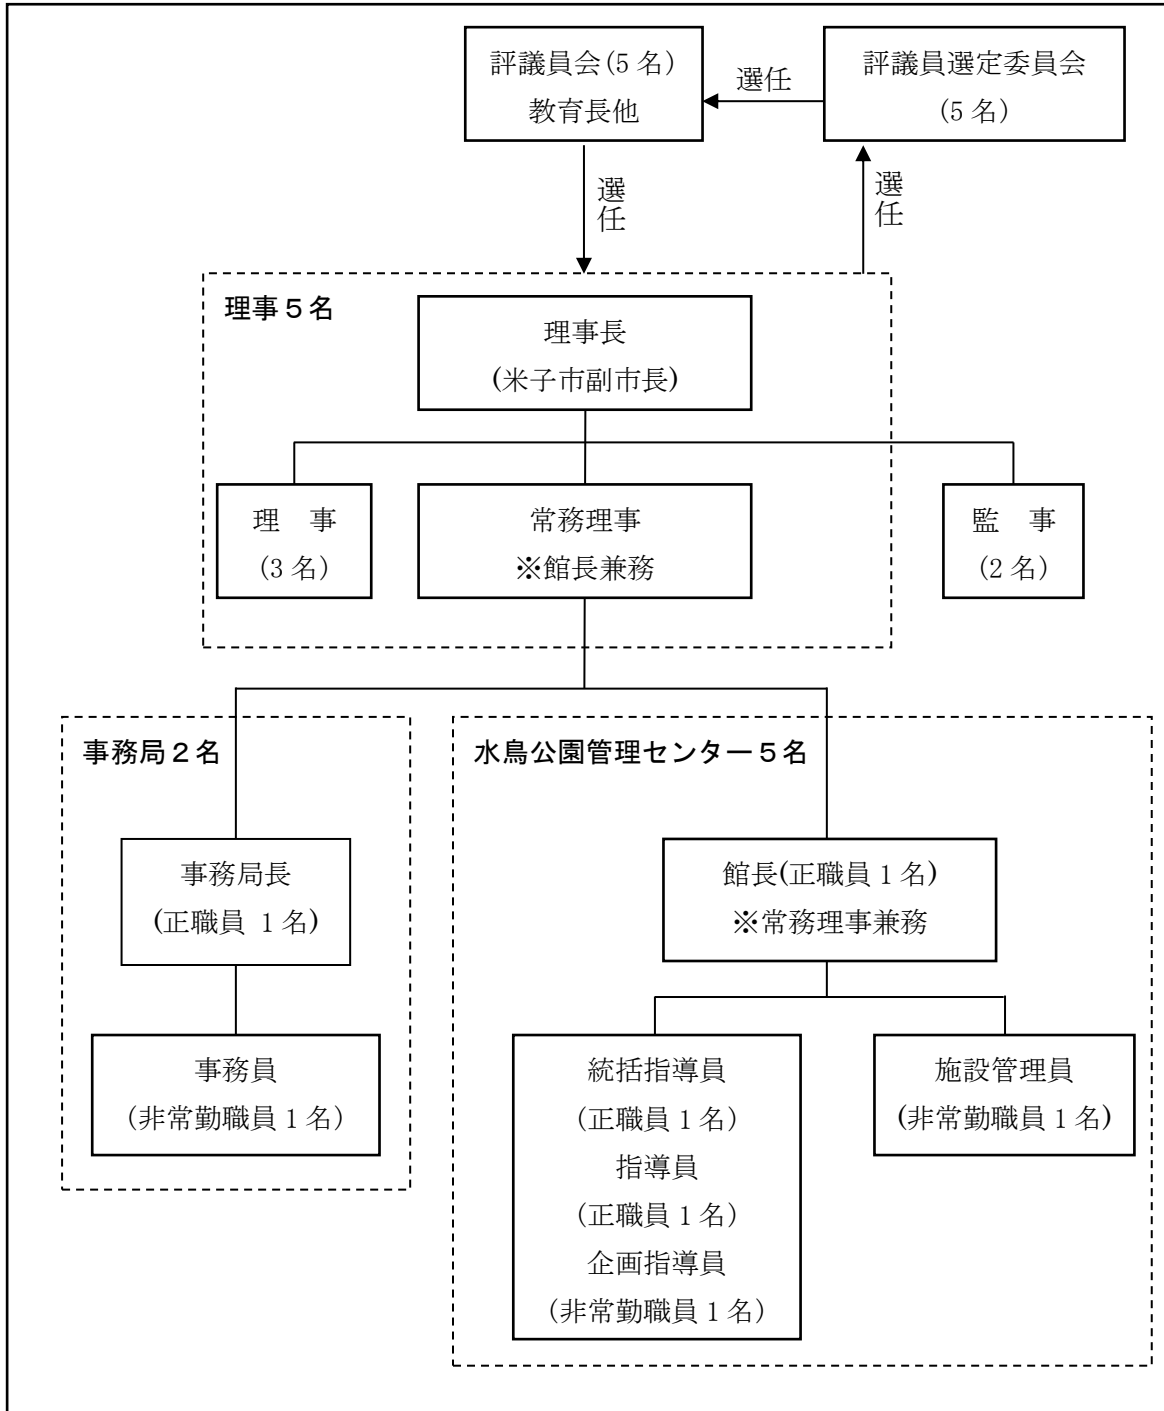 評議員会(5 名)
教育長他
選任
評議員選定委員会
(5 名)
選任
選任
理事５名
理事長
(米子市副市長)
理　事
(3 名)
常務理事
※館長兼務
監　事
(2 名)
事務局２名
事務局長
(正職員 1 名)
事務員
(非常勤職員 1 名)
水鳥公園管理センター５名
館長(正職員 1 名)
※常務理事兼務
統括指導員
(正職員 1 名)
指導員
(正職員 1 名)
企画指導員
(非常勤職員 1 名)
施設管理員
(非常勤職員 1 名)